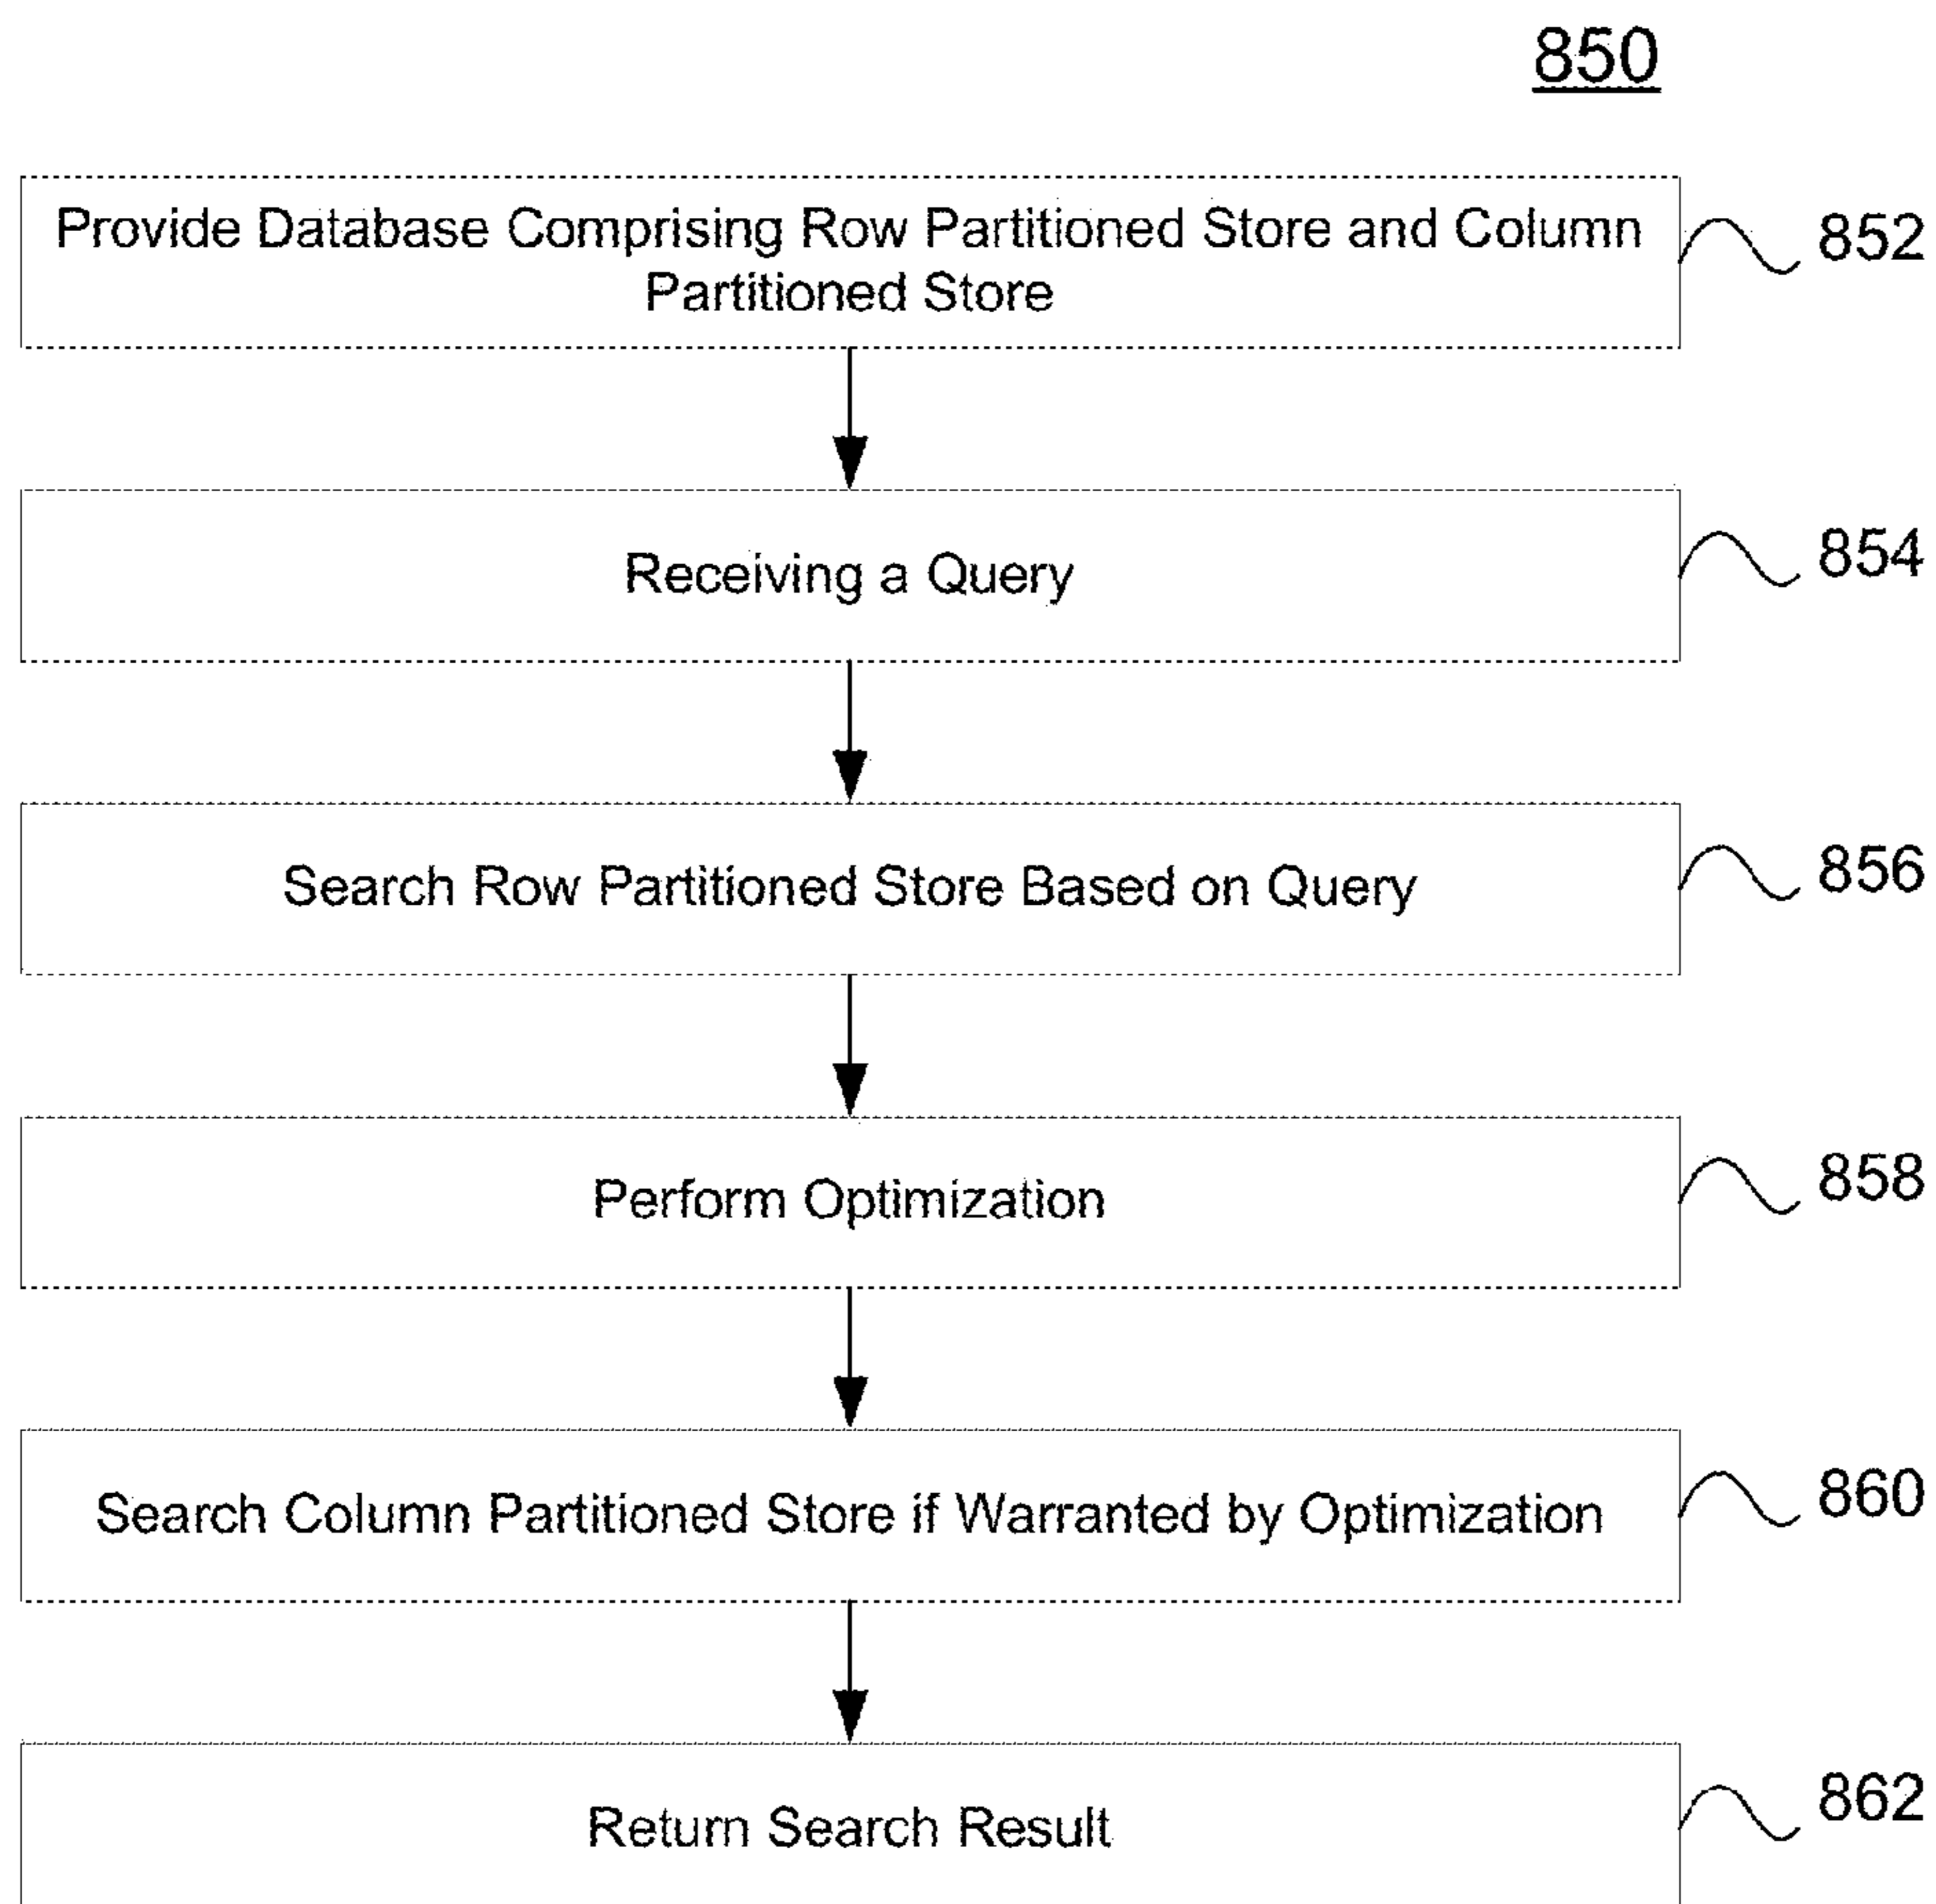 850
Provide Database Comprising Row Partitioned Store and Column
Partitioned Store
852
Receiving a Query
854
Search Row Partitioned Store Based on Query
856
Perform Optimization
858
Search Column Partitioned Store if Warranted by Optimization
860
Return Search Result
862